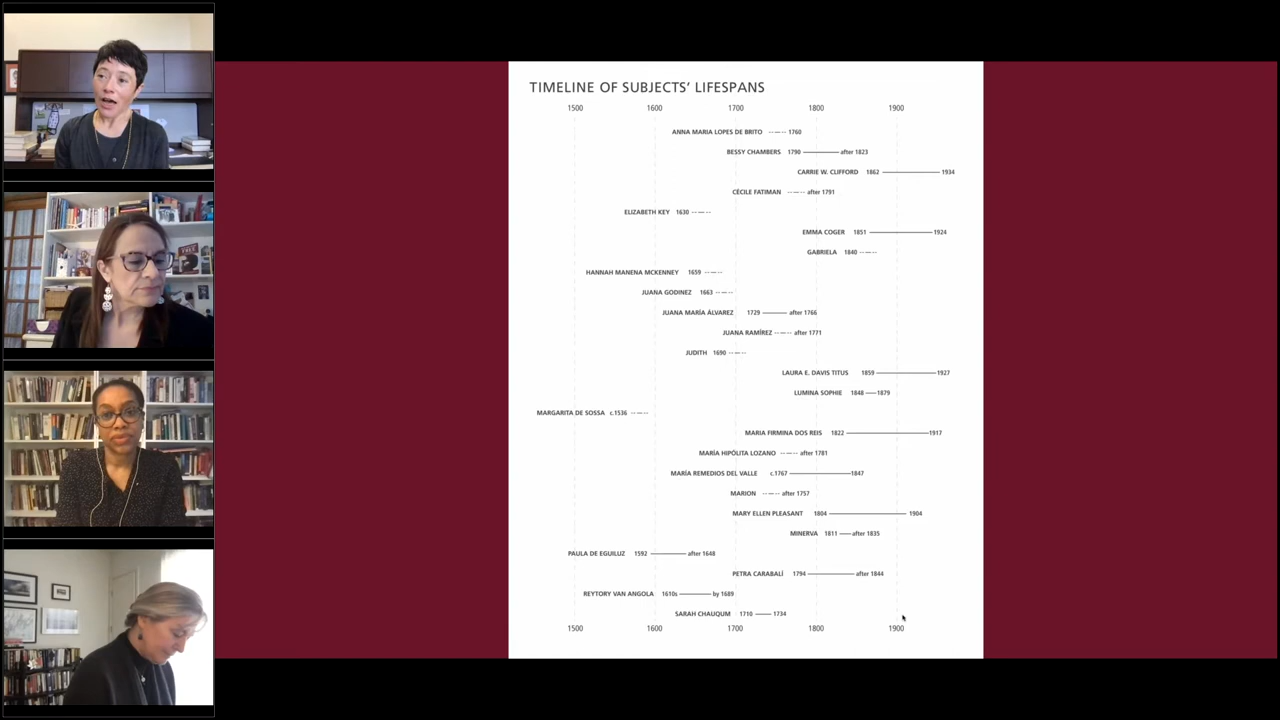 TIMELINE OF SUBJECTS' LIFESPANS
1500 1600 1700 1800 1900
ANNA MARIA LOPES DE BRITO 1760
BESSY CHAMBERS 1790 after 1823
CARRIE W. CLIFFORD 1862 1934
CÉCILE FATIMAN after 1791
ELIZABETH KEY 1630
EMMA COGER 1851 1924
GABRIELA 1840
HANNAH MANENA MCKENNEY 1659
JUANA GODINEZ 1663
JUANA MARÍA ÁLVAREZ 1729 after 1766
JUANA RAMÍREZ after 1771
JUDITH 1690
LAURA E. DAVIS TITUS 1859 1927
LUMINA SOPHIE 1848 1879
MARGARITA DE SOSSA c.1536
MARIA FIRMINA DOS REIS 1822 1917
MARÍA HIPÓLITA LOZANO after 1781
MARÍA REMEDIOS DEL VALLE c.1767 1847
MARION after 1757
MARY ELLEN PLEASANT 1804 1904
MINERVA 1811 after 1835
PAULA DE EGUILUZ 1592 after 1648
PETRA CARABALÍ 1794 after 1844
REYTORY VAN ANGOLA 1610s by 1689
SARAH CHAUQUM 1710 1734
1500 1600 1700 1800 1900